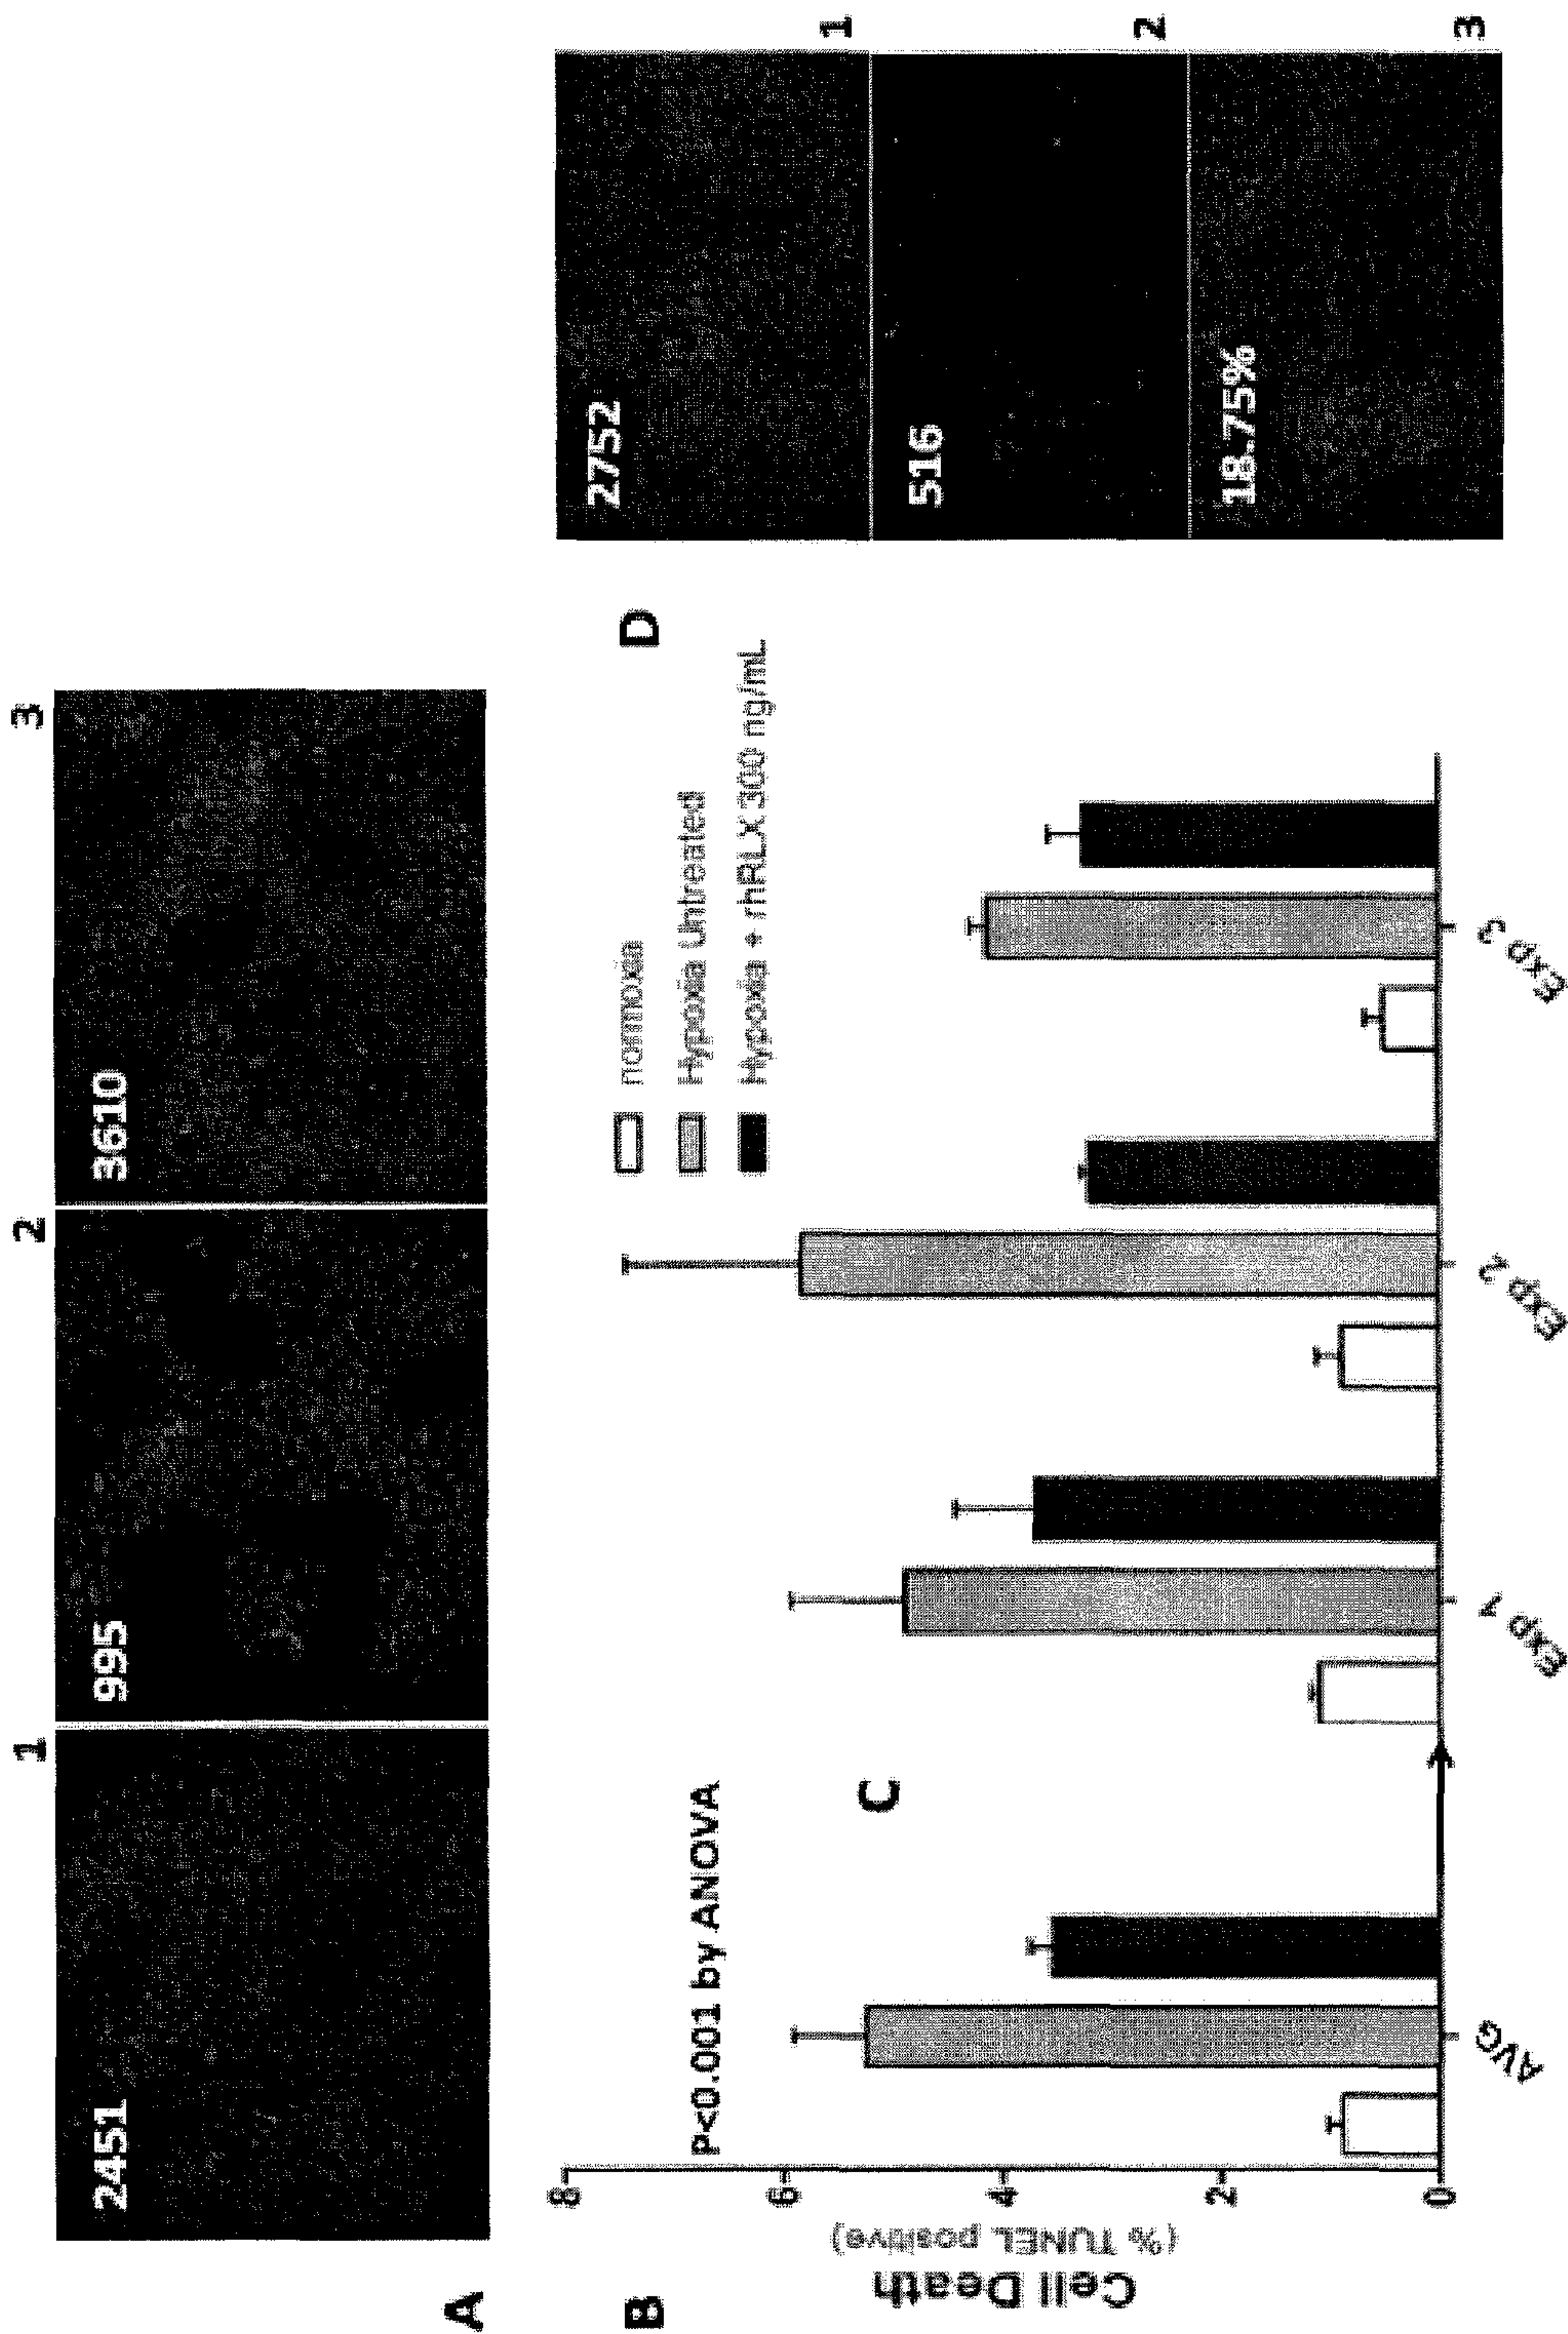 1
2
3
2451
995
3610
A
B
P<0.001 by ANOVA
normoxia
Hypoxia Untreated
Hypoxia + rhRLX 300 ng/mL
C
Cell Death
(% TUNEL positive)
8
6
4
2
0
AVG
Exp 1
Exp 2
Exp 3
D
2752
1
516
2
18.75%
3